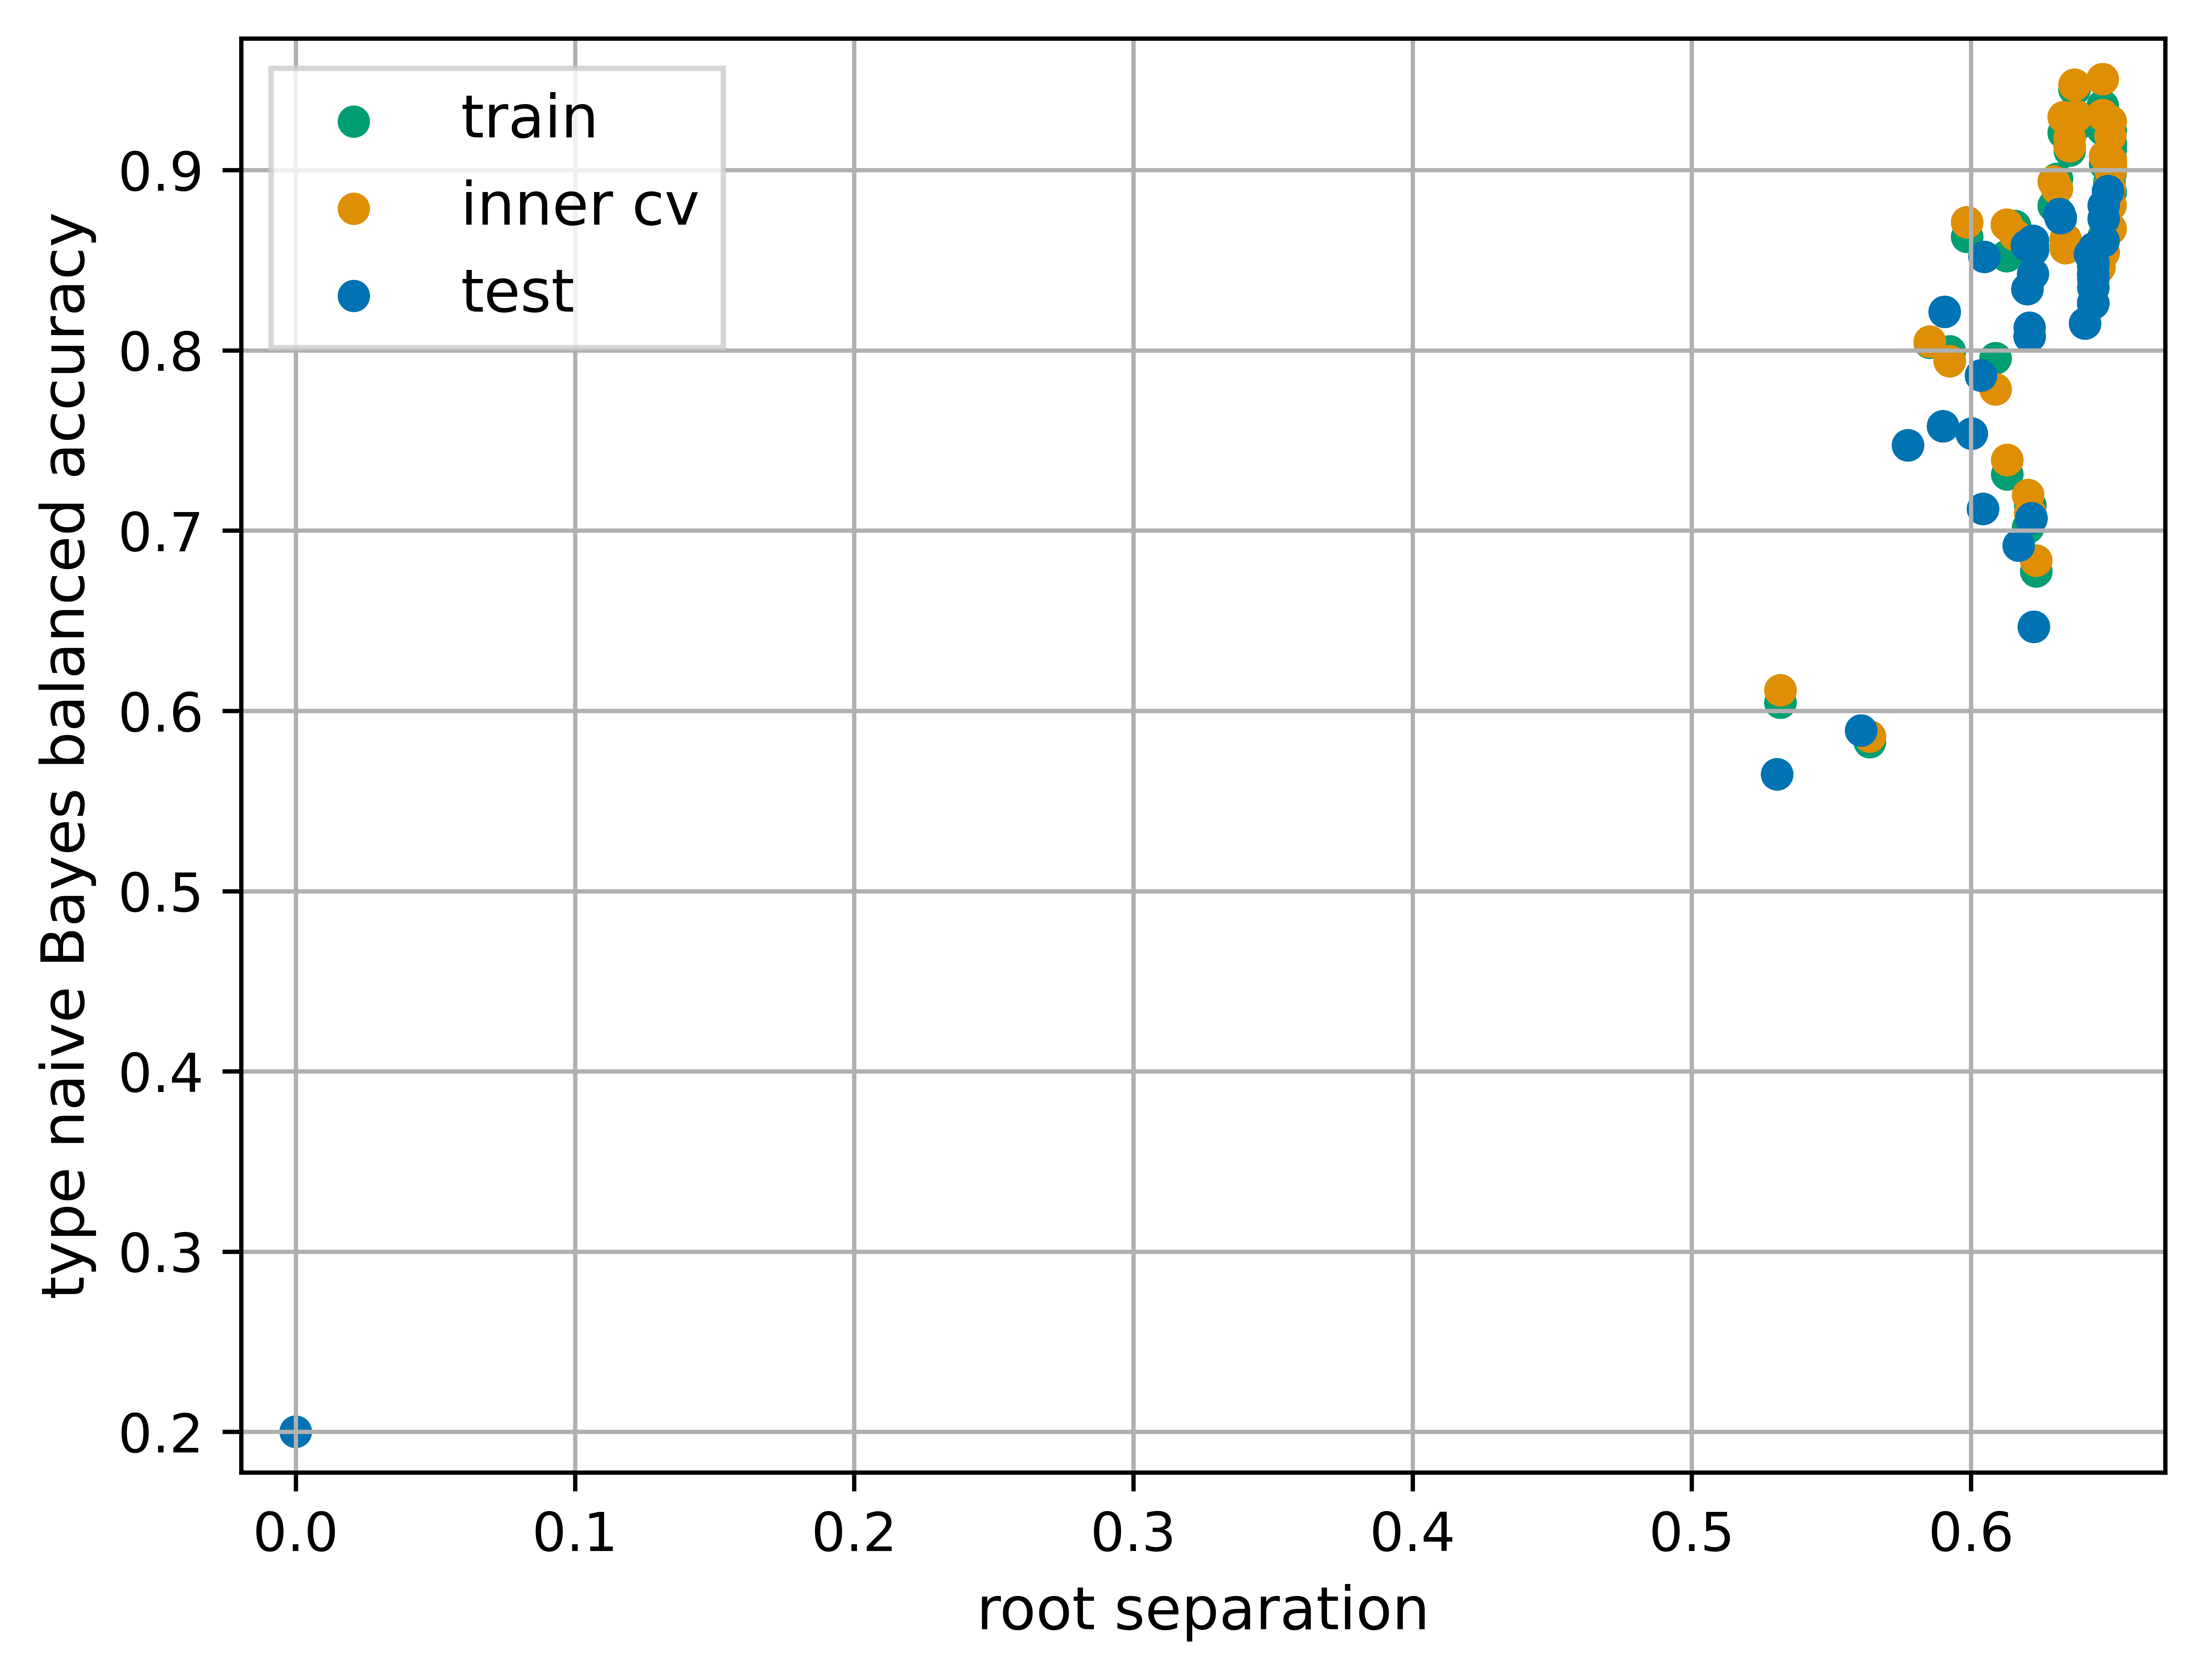 train
inner cv
test
type naive Bayes balanced accuracy
0.9
0.8
0.7
0.6
0.5
0.4
0.3
0.2
0.0 0.1 0.2 0.3 0.4 0.5 0.6
root separation